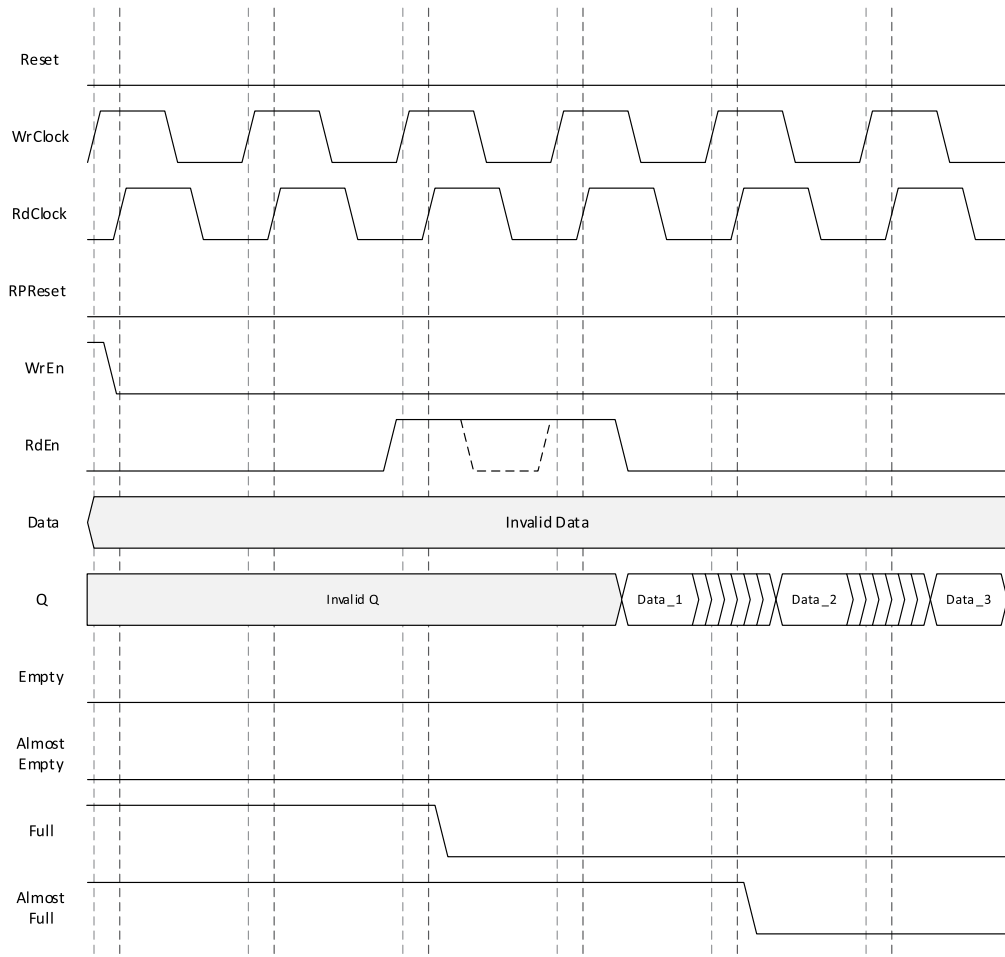 Reset
WrClock
RdClock
RPReset
WrEn
RdEn
Data
Invalid Data
Q
Invalid Q
Data_1
Data_2
Data_3
Empty
Almost
Empty
Full
Almost
Full